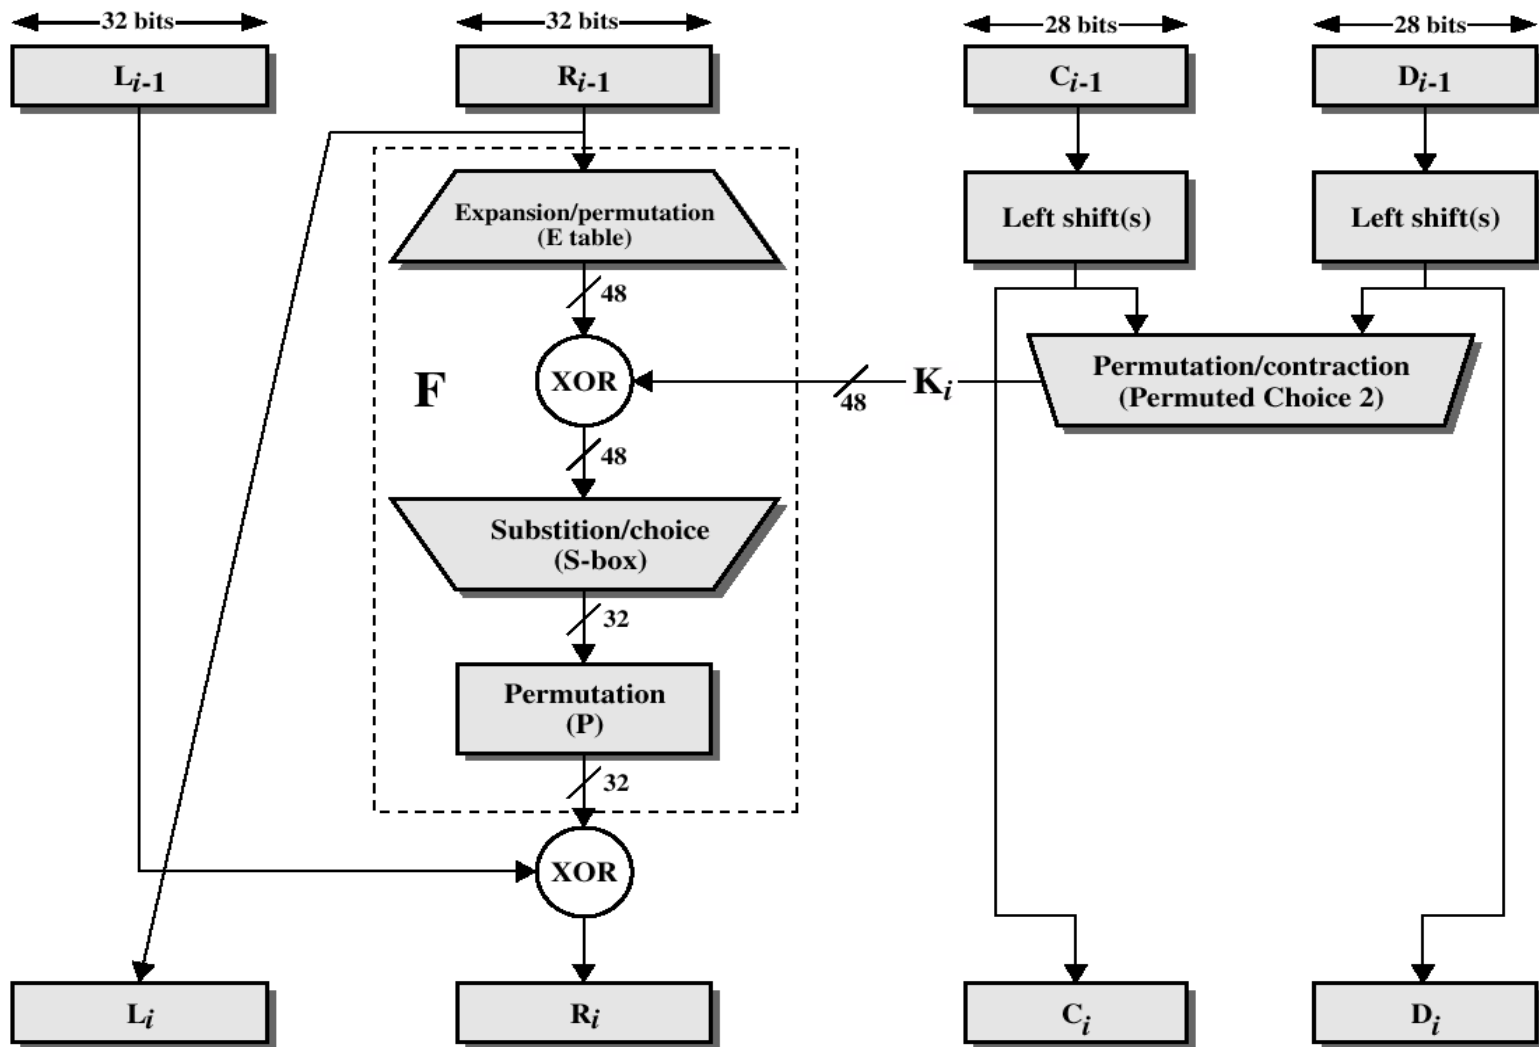 32 bits
32 bits
28 bits
28 bits
Li-1
Ri-1
Ci-1
Di-1
Expansion/permutation
(E table)
Left shift(s)
Left shift(s)
48
F
XOR
48
Ki
Permutation/contraction
(Permuted Choice 2)
48
Substition/choice
(S-box)
32
Permutation
(P)
32
XOR
Li
Ri
Ci
Di